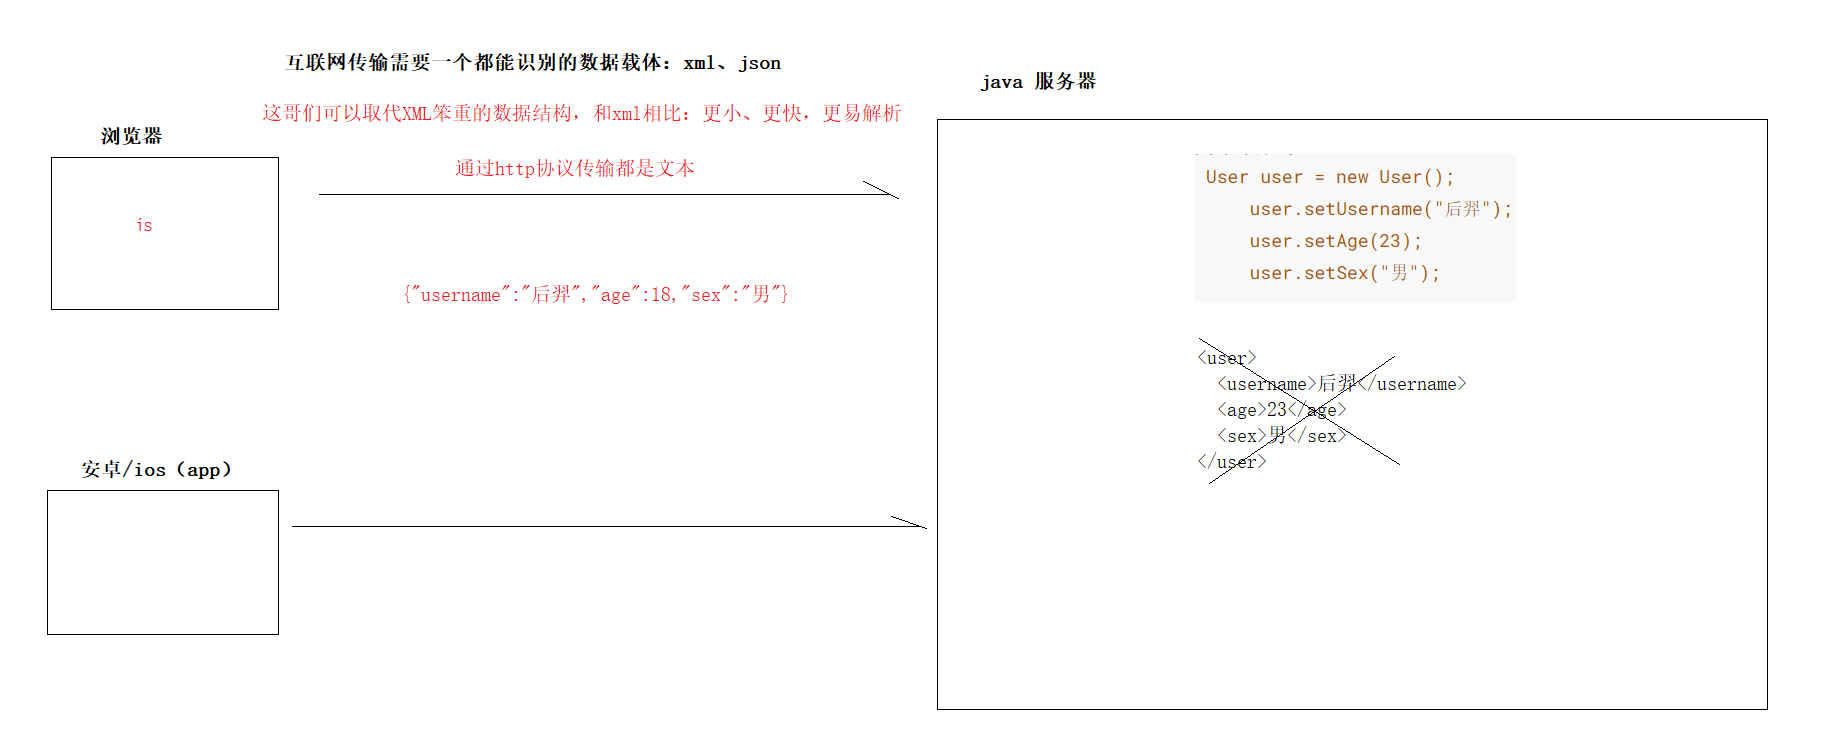 互联网传输需要一个都能识别的数据载体：xml、json
java 服务器
这哥们可以取代XML笨重的数据结构，和xml相比：更小、更快，更易解析
浏览器
通过http协议传输都是文本
js
User user = new User();
user.setUsername("后羿");
user.setAge(23);
user.setSex("男");
{"username":"后羿","age":18,"sex":"男"}
<user>
<username>后羿</username>
<age>23</age>
<sex>男</sex>
</user>
安卓/ios（app）